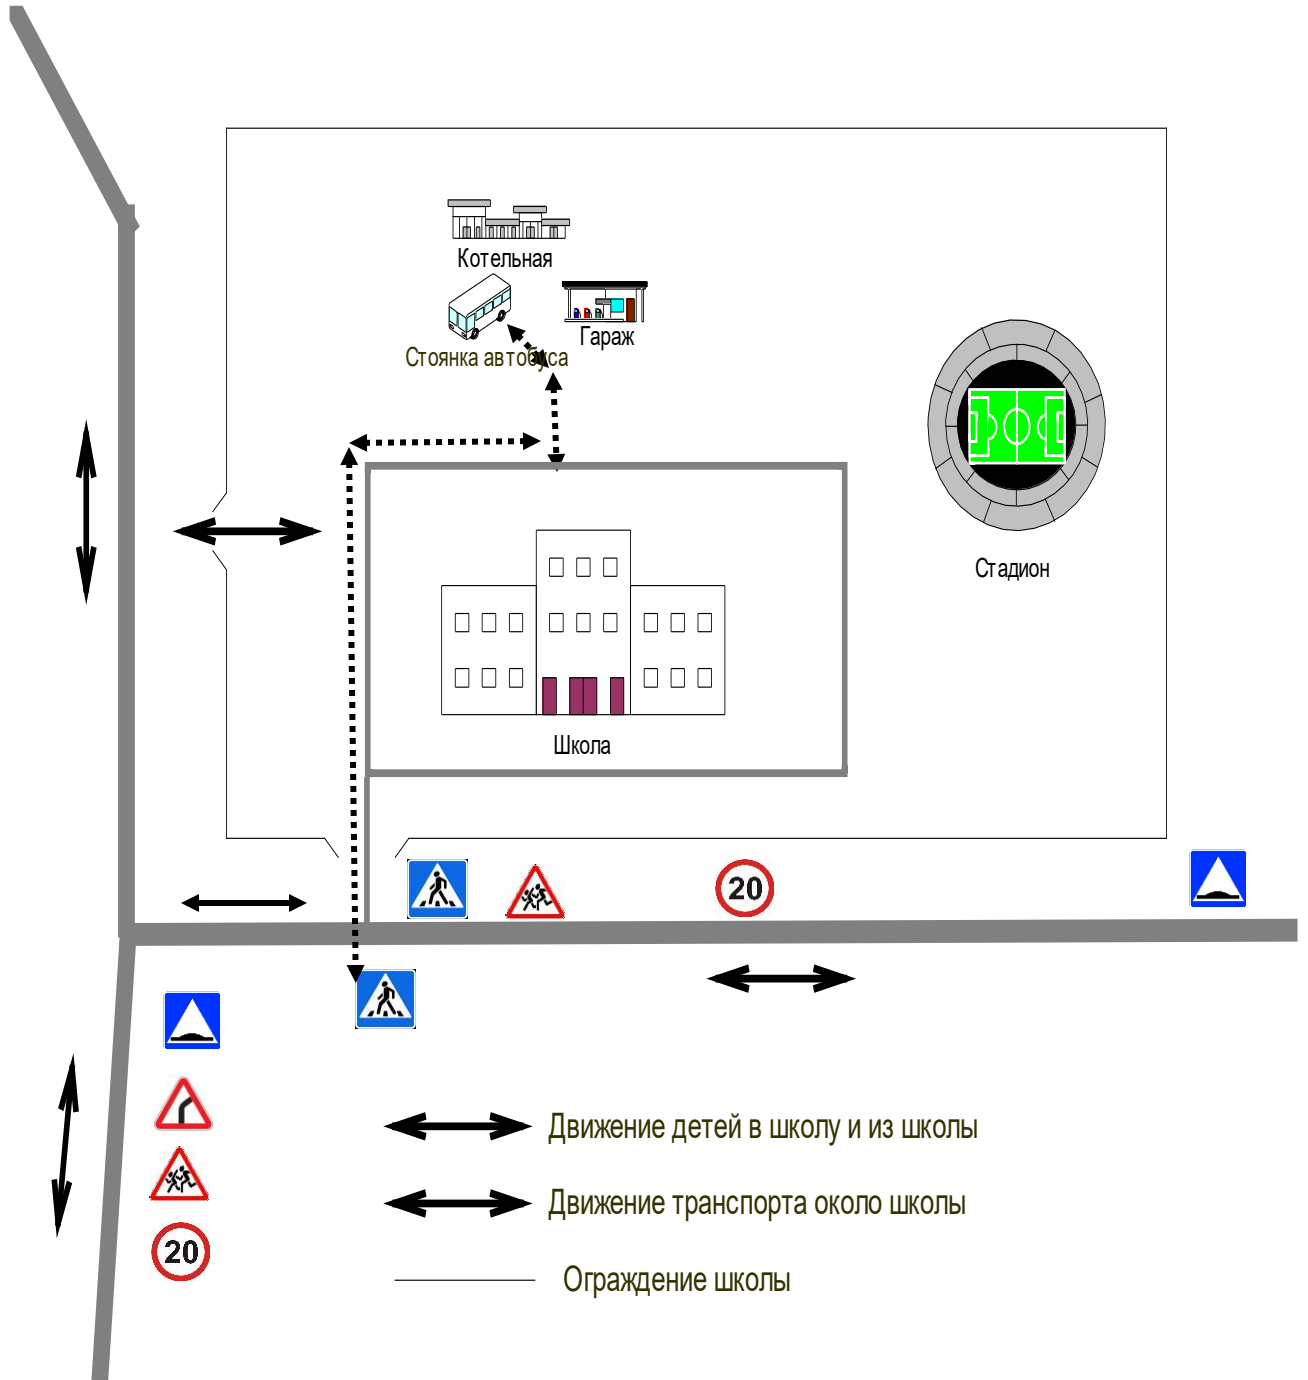 Котельная
Гараж
Стоянка автобуса
Стадион
Школа
20
20
Движение детей в школу и из школы
Движение транспорта около школы
Ограждение школы